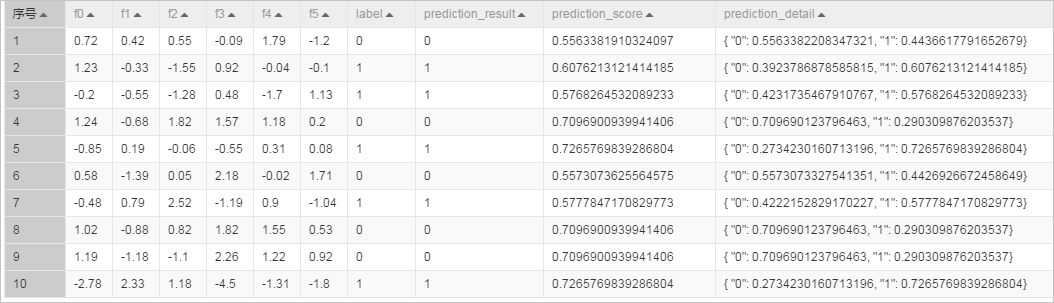 序号 f0 f1 f2 f3 f4 f5 label prediction_result prediction_score prediction_detail
1 0.72 0.42 0.55 -0.09 1.79 -1.2 0 0 0.5563381910324097 { "0": 0.5563382208347321, "1": 0.4436617791652679}
2 1.23 -0.33 -1.55 0.92 -0.04 -0.1 1 1 0.6076213121414185 { "0": 0.3923786878585815, "1": 0.6076213121414185}
3 -0.2 -0.55 -1.28 0.48 -1.7 1.13 1 1 0.5768264532089233 { "0": 0.4231735467910767, "1": 0.5768264532089233}
4 1.24 -0.68 1.82 1.57 1.18 0.2 0 0 0.7096900939941406 { "0": 0.709690123796463, "1": 0.290309876203537}
5 -0.85 0.19 -0.06 -0.55 0.31 0.08 1 1 0.7265769839286804 { "0": 0.2734230160713196, "1": 0.7265769839286804}
6 0.58 -1.39 0.05 2.18 -0.02 1.71 0 0 0.5573073625564575 { "0": 0.5573073327541351, "1": 0.4426926672458649}
7 -0.48 0.79 2.52 -1.19 0.9 -1.04 1 1 0.5777847170829773 { "0": 0.4222152829170227, "1": 0.5777847170829773}
8 1.02 -0.88 0.82 1.82 1.55 0.53 0 0 0.7096900939941406 { "0": 0.709690123796463, "1": 0.290309876203537}
9 1.19 -1.18 -1.1 2.26 1.22 0.92 0 0 0.7096900939941406 { "0": 0.709690123796463, "1": 0.290309876203537}
10 -2.78 2.33 1.18 -4.5 -1.31 -1.8 1 1 0.7265769839286804 { "0": 0.2734230160713196, "1": 0.7265769839286804}